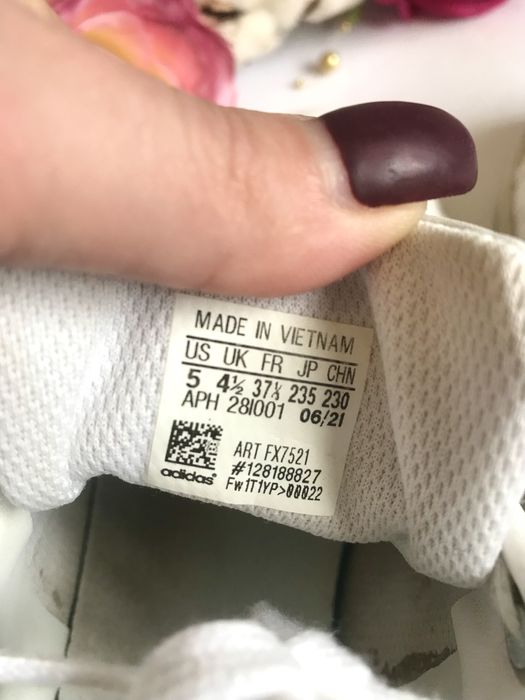 MADE IN VIETNAM
US UK FR JP CHN
5 4½ 37⅓ 235 230
APH 28I001 06/21
ART FX7521
#128188827
adidas® Fw1T1YP>00022